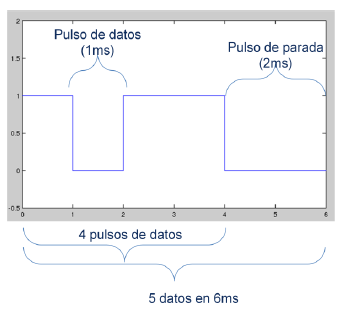 2
Pulso de datos
(1ms)
Pulso de parada
(2ms)
1.5
1
0.5
0
-0.5
0 1 2 3 4 5 6
4 pulsos de datos
5 datos en 6ms